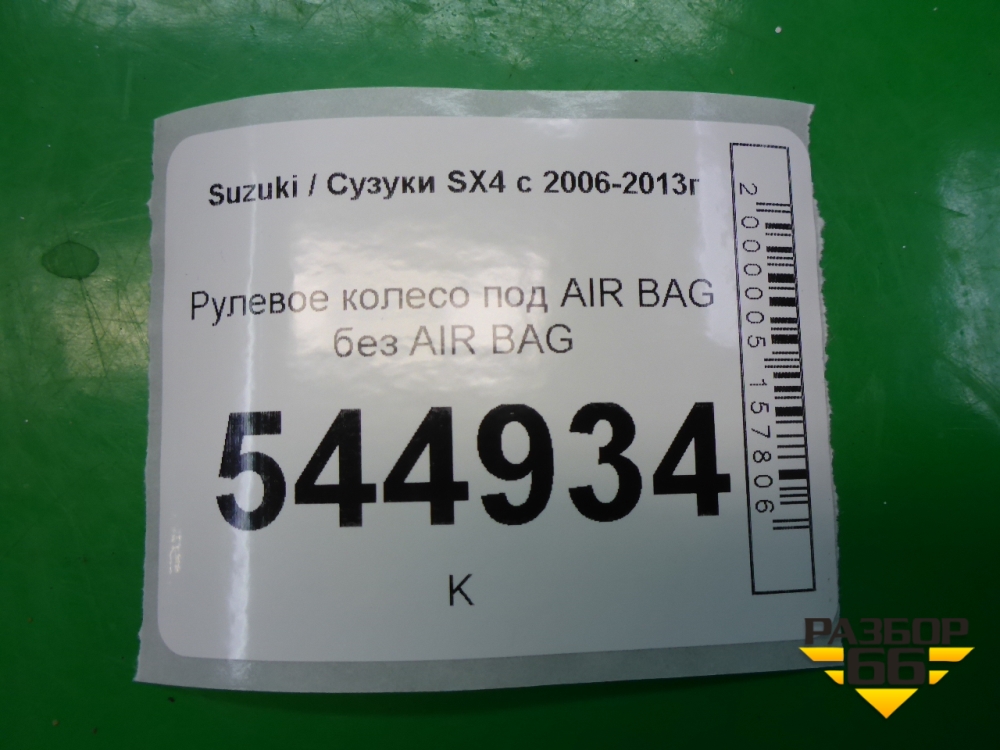 Suzuki / Сузуки SX4 с 2006-2013г
Рулевое колесо под AIR BAG
без AIR BAG
544934
К
2000005157806
РАЗБОР
66